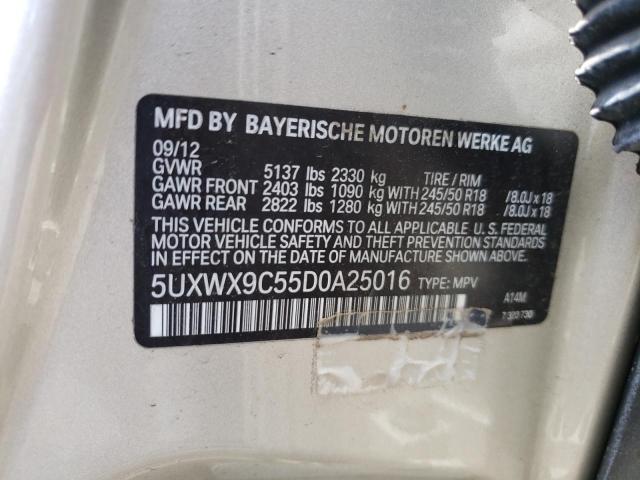 MFD BY BAYERISCHE MOTOREN WERKE AG
09/12
GVWR 5137 lbs 2330 kg TIRE / RIM
GAWR FRONT 2403 lbs 1090 kg WITH 245/50 R18 /8.0J x 18
GAWR REAR 2822 lbs 1280 kg WITH 245/50 R18 /8.0J x 18
THIS VEHICLE CONFORMS TO ALL APPLICABLE U.S. FEDERAL
MOTOR VEHICLE SAFETY AND THEFT PREVENTION STANDARDS
IN EFFECT ON THE DATE OF MANUFACTURE SHOWN ABOVE.
5UXWX9C55D0A25016 TYPE: MPV
A14M